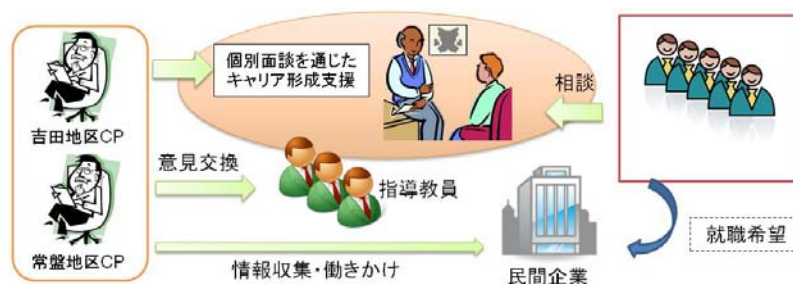 個別面談を通じた
キャリア形成支援
相談
吉田地区CP
意見交換
指導教員
常盤地区CP
情報収集・働きかけ
民間企業
就職希望